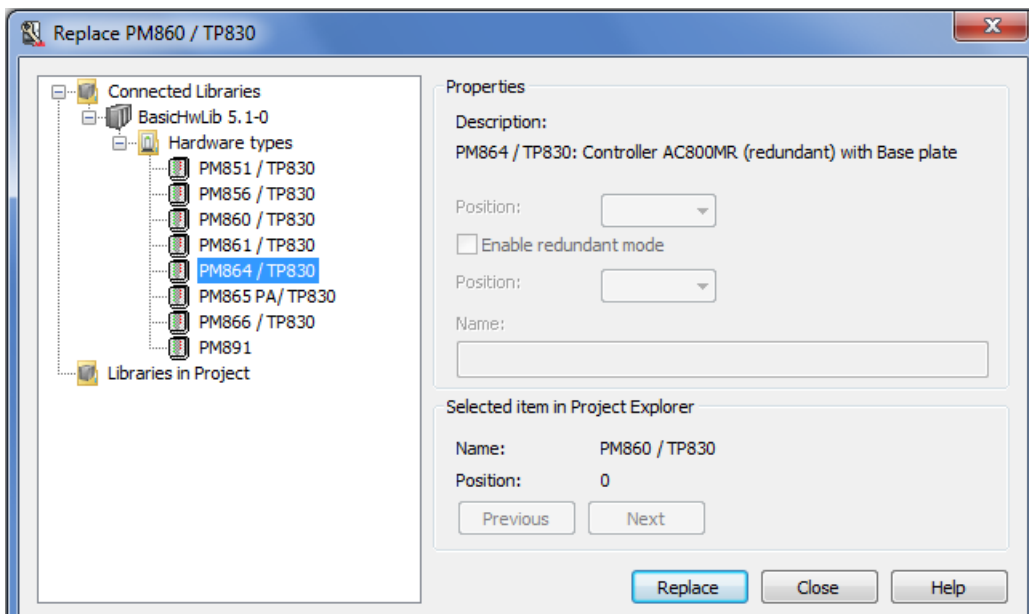 Replace PM860 / TP830
Connected Libraries
BasicHwLib 5.1-0
Hardware types
PM851 / TP830
PM856 / TP830
PM860 / TP830
PM861 / TP830
PM864 / TP830
PM865 PA/ TP830
PM866 / TP830
PM891
Libraries in Project
Properties
Description:
PM864 / TP830: Controller AC800MR (redundant) with Base plate
Position:
Enable redundant mode
Position:
Name:
Selected item in Project Explorer
Name: PM860 / TP830
Position: 0
Previous Next
Replace Close Help